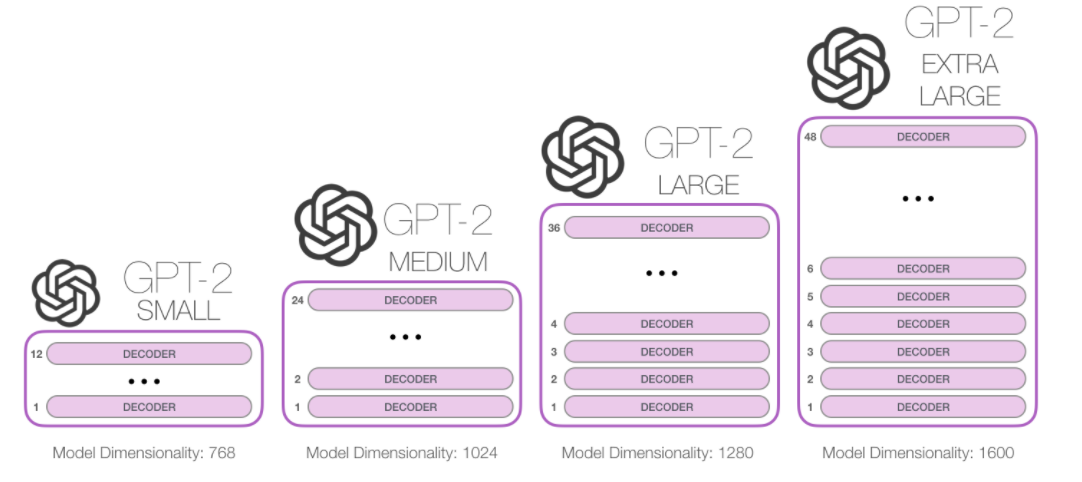 GPT-2
SMALL
12 DECODER
•••
1 DECODER
Model Dimensionality: 768
GPT-2
MEDIUM
24 DECODER
•••
2 DECODER
1 DECODER
Model Dimensionality: 1024
GPT-2
LARGE
36 DECODER
•••
4 DECODER
3 DECODER
2 DECODER
1 DECODER
Model Dimensionality: 1280
GPT-2
EXTRA
LARGE
48 DECODER
•••
6 DECODER
5 DECODER
4 DECODER
3 DECODER
2 DECODER
1 DECODER
Model Dimensionality: 1600